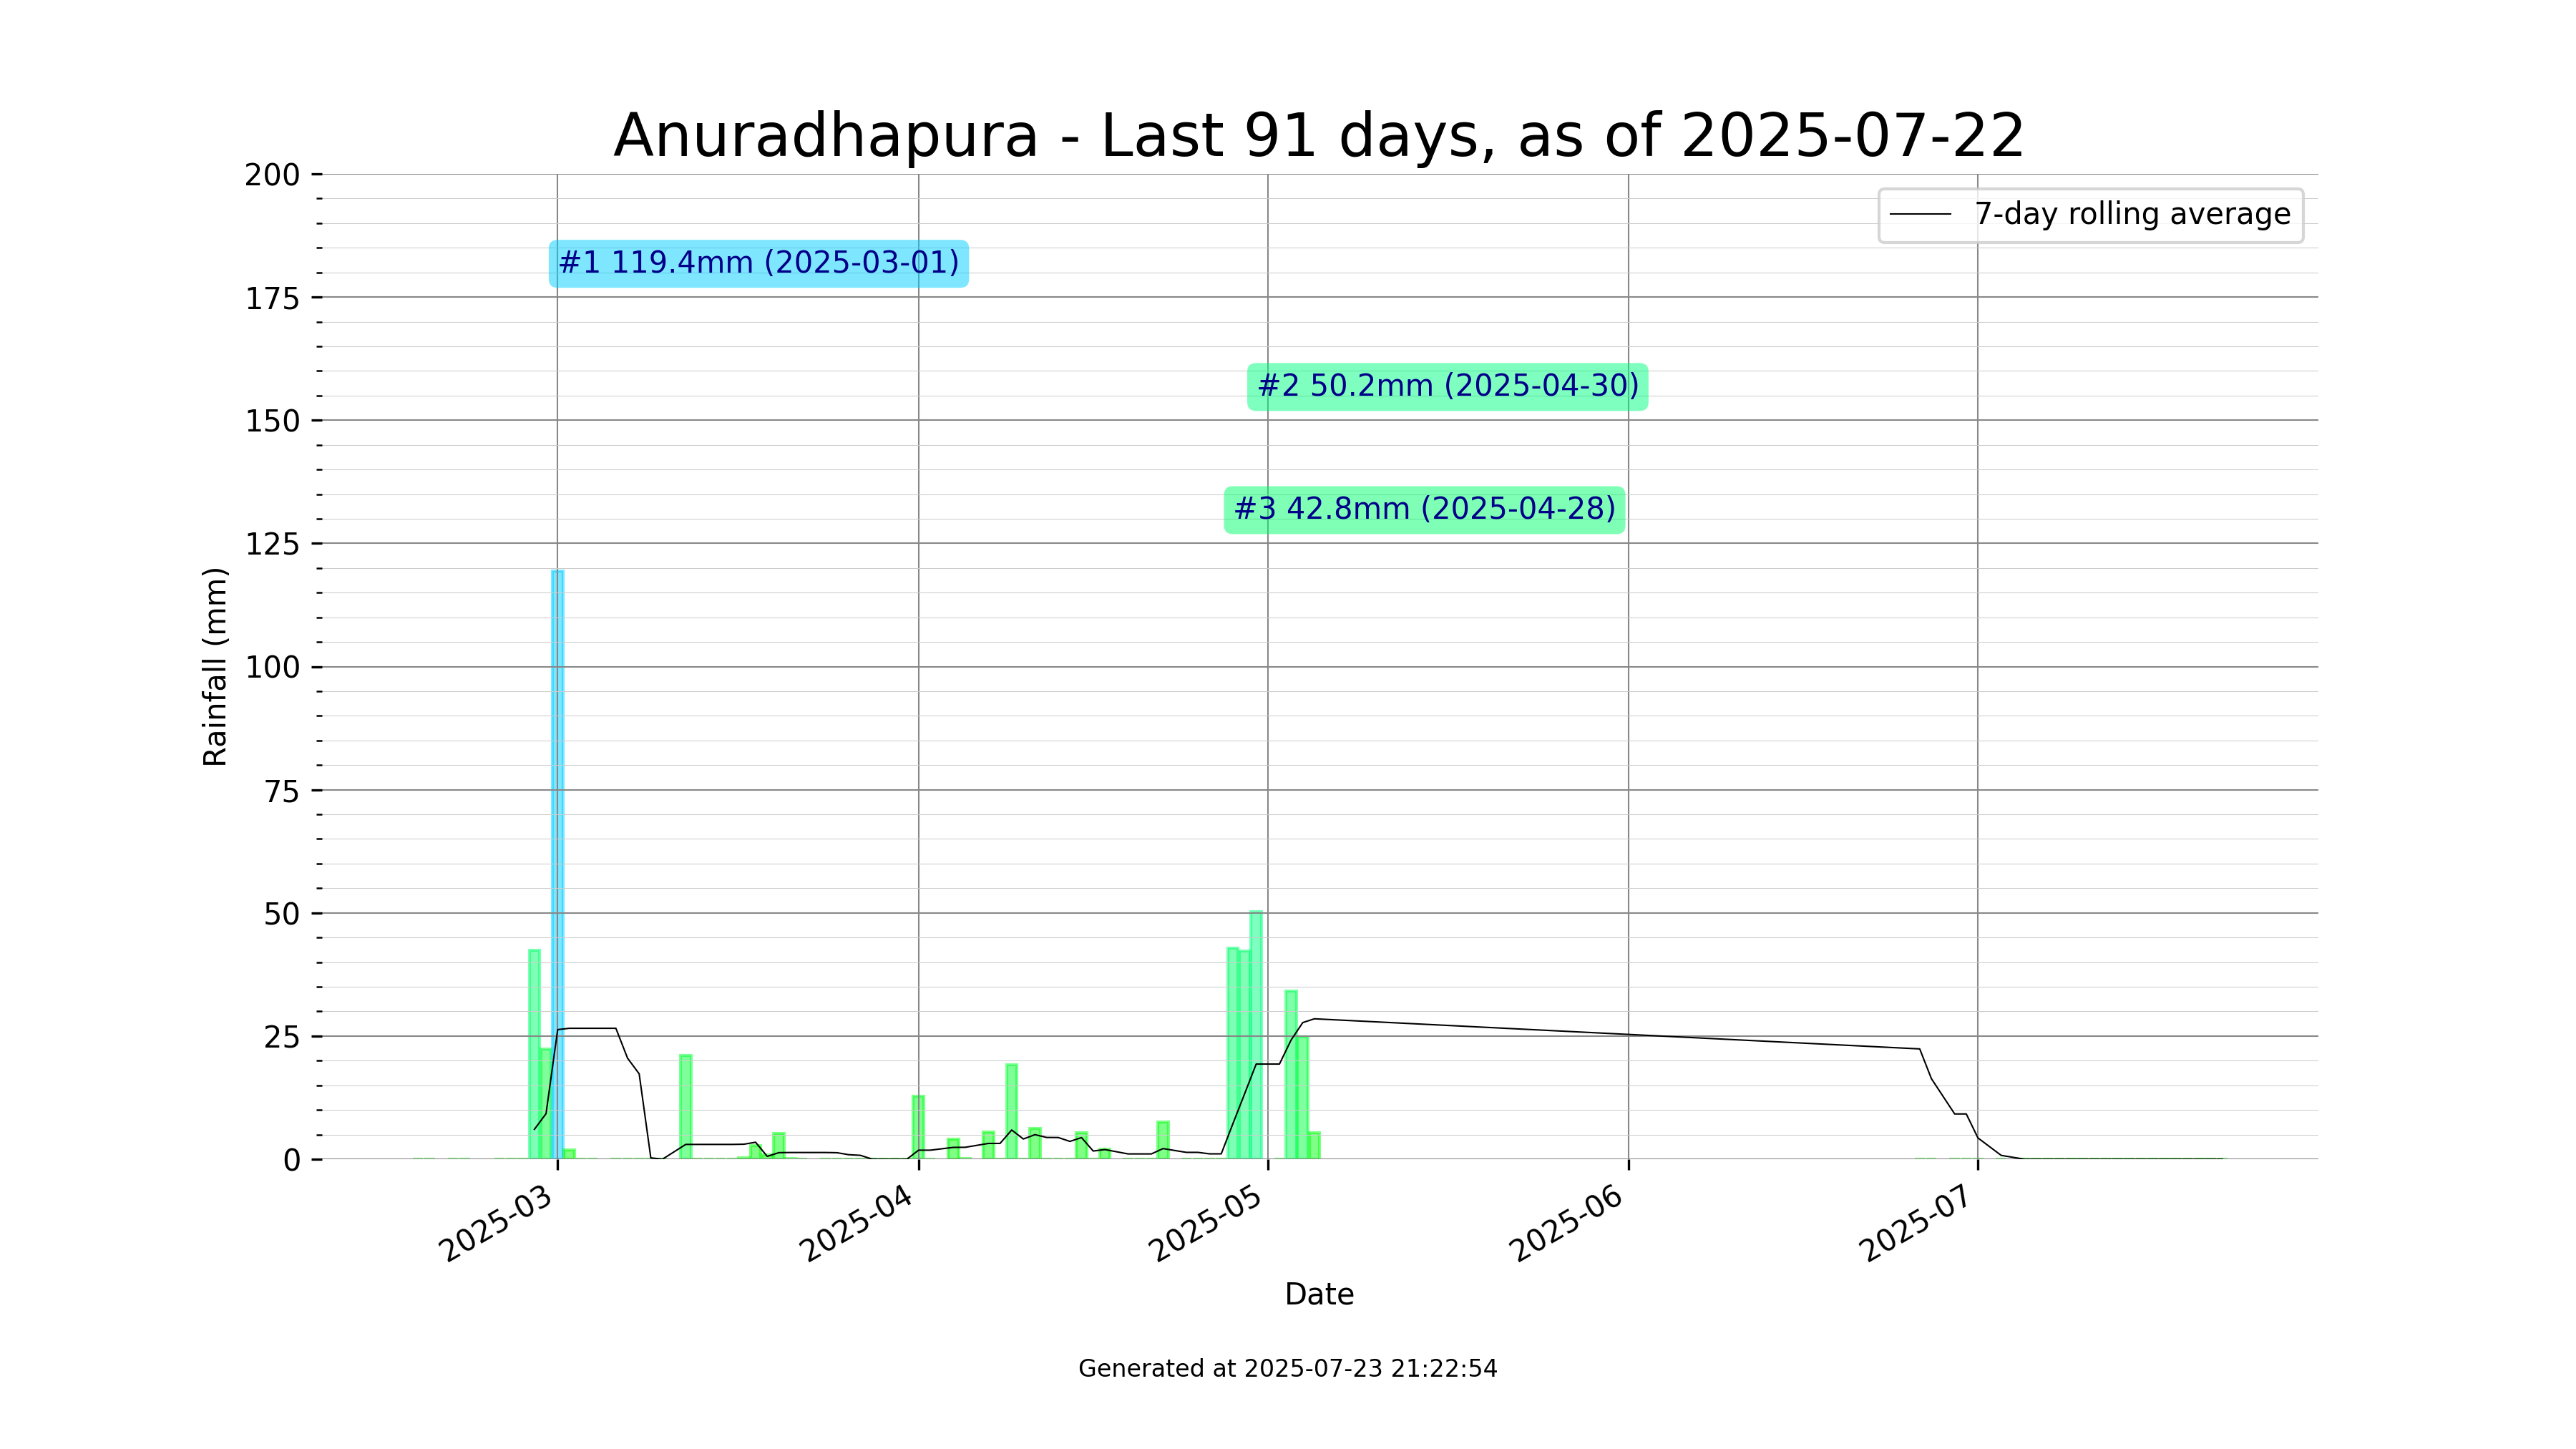 Anuradhapura - Last 91 days, as of 2025-07-22
200
175
150
125
100
75
50
25
0
Rainfall (mm)
7-day rolling average
#1 119.4mm (2025-03-01)
#2 50.2mm (2025-04-30)
#3 42.8mm (2025-04-28)
2025-03
2025-04
2025-05
2025-06
2025-07
Date
Generated at 2025-07-23 21:22:54